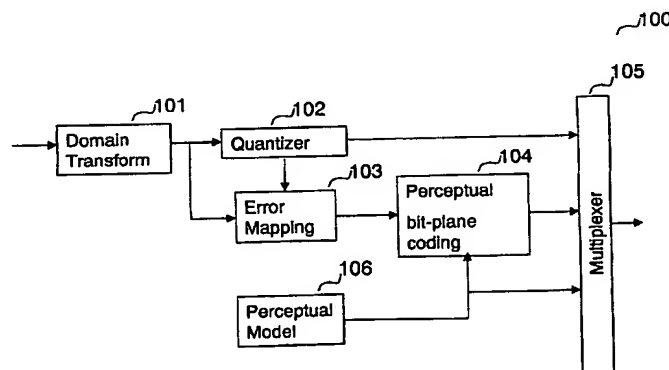 100
105
101
102
Domain
Transform
Quantizer
103
104
Error
Mapping
Perceptual
bit-plane
coding
Multiplexer
106
Perceptual
Model